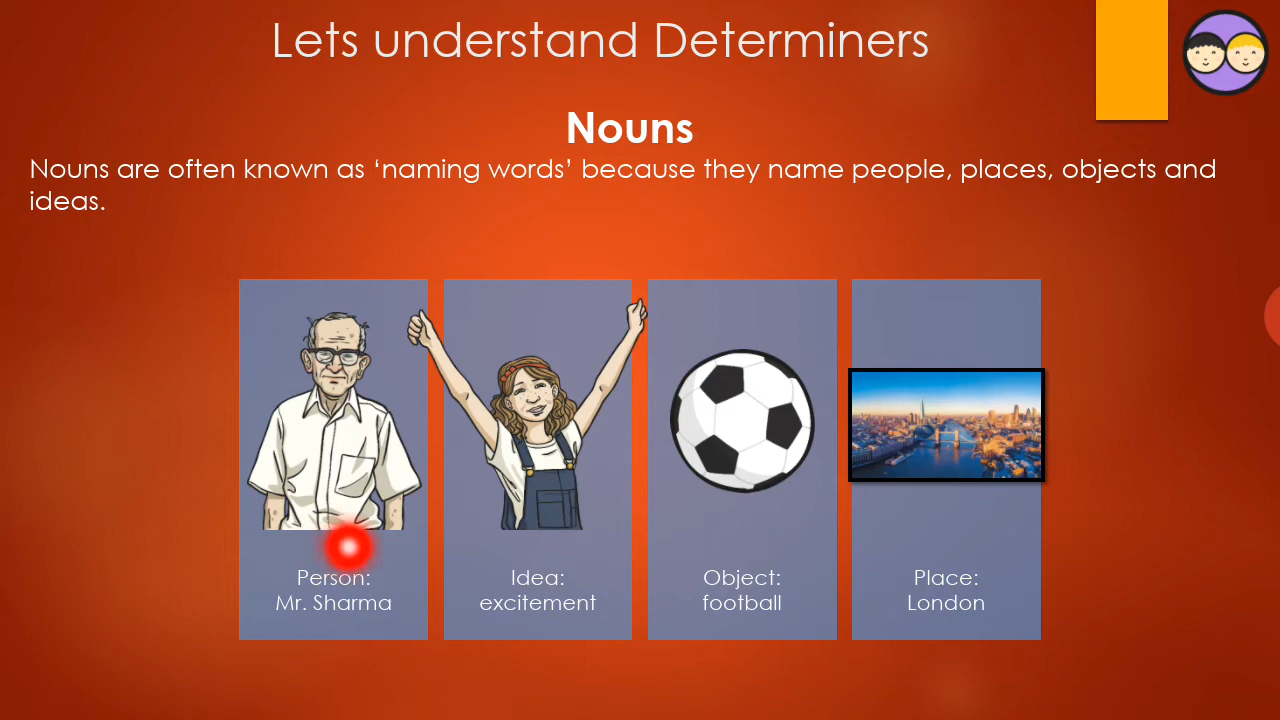 Lets understand Determiners
Nouns
Nouns are often known as ‘naming words’ because they name people, places, objects and
ideas.
Person:
Mr. Sharma
Idea:
excitement
Object:
football
Place:
London